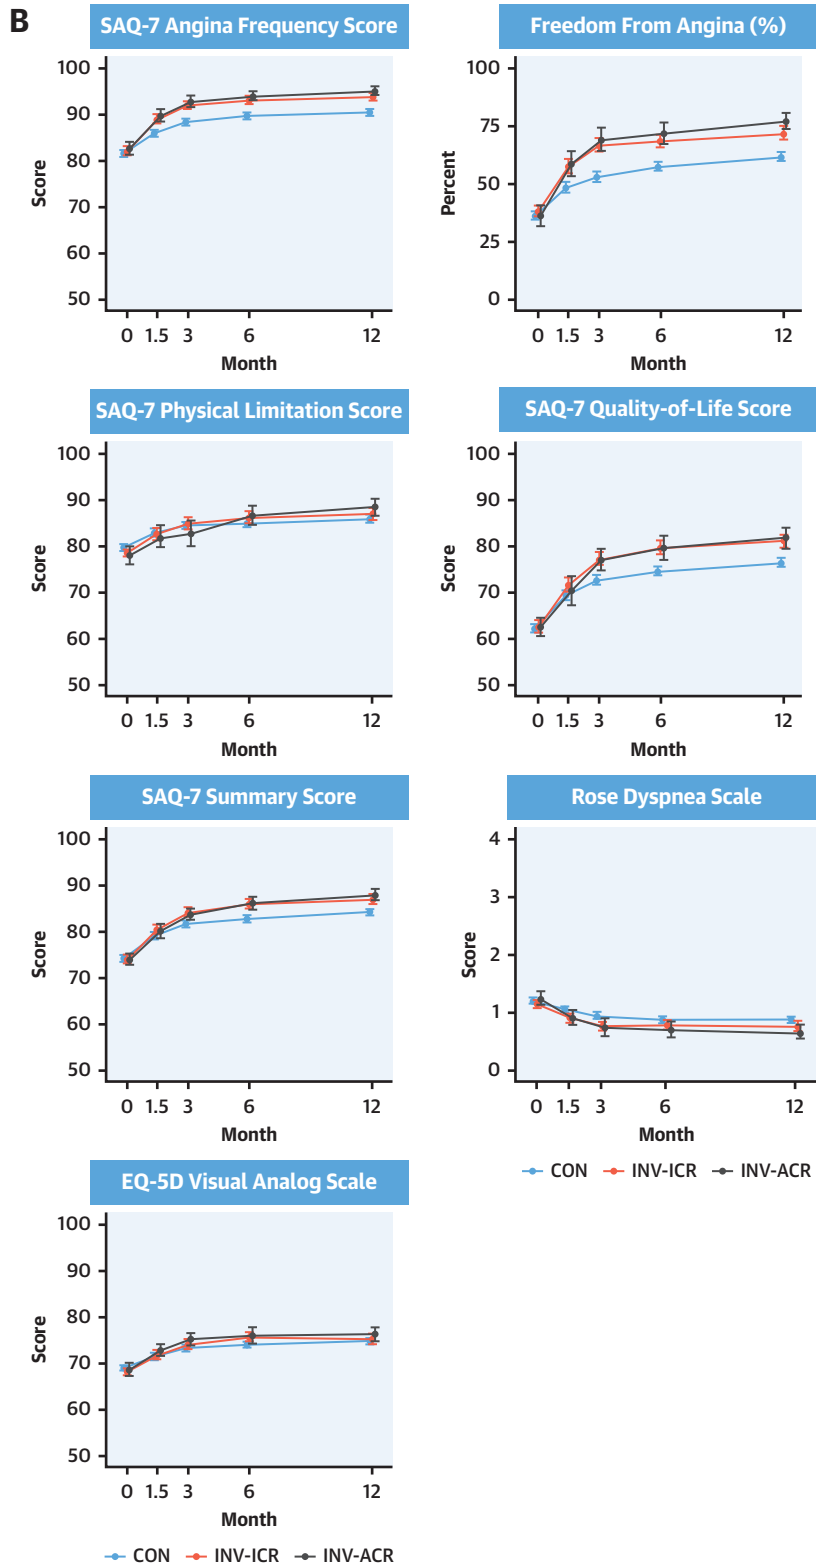 B
SAQ-7 Angina Frequency Score
100
90
80
70
60
50
Score
0 1.5 3 6 12
Month
Freedom From Angina (%)
100
75
50
25
0
Percent
0 1.5 3 6 12
Month
SAQ-7 Physical Limitation Score
100
90
80
70
60
50
Score
0 1.5 3 6 12
Month
SAQ-7 Quality-of-Life Score
100
90
80
70
60
50
Score
0 1.5 3 6 12
Month
SAQ-7 Summary Score
100
90
80
70
60
50
Score
0 1.5 3 6 12
Month
Rose Dyspnea Scale
4
3
2
1
0
Score
0 1.5 3 6 12
Month
CON INV-ICR INV-ACR
EQ-5D Visual Analog Scale
100
90
80
70
60
50
Score
0 1.5 3 6 12
Month
CON INV-ICR INV-ACR